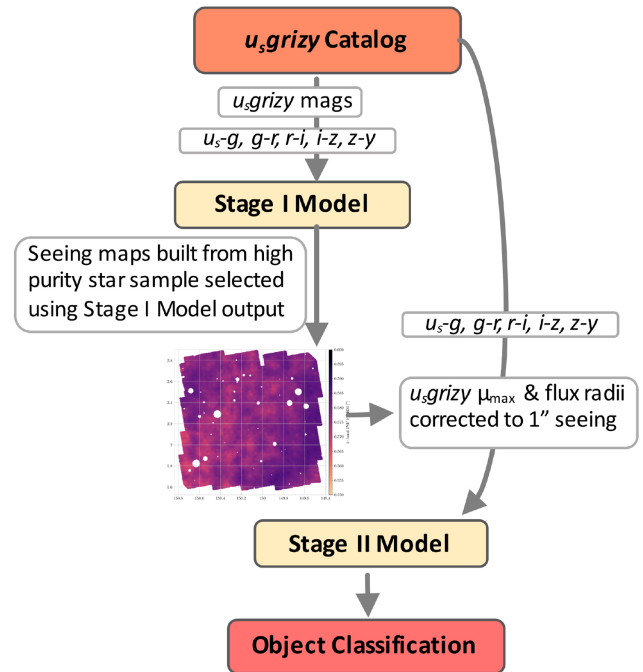 uₛgrizy Catalog
uₛgrizy mags
uₛ-g, g-r, r-i, i-z, z-y
Stage I Model
Seeing maps built from high
purity star sample selected
using Stage I Model output
uₛ-g, g-r, r-i, i-z, z-y
uₛgrizy μmax & flux radii
corrected to 1” seeing
Stage II Model
Object Classification